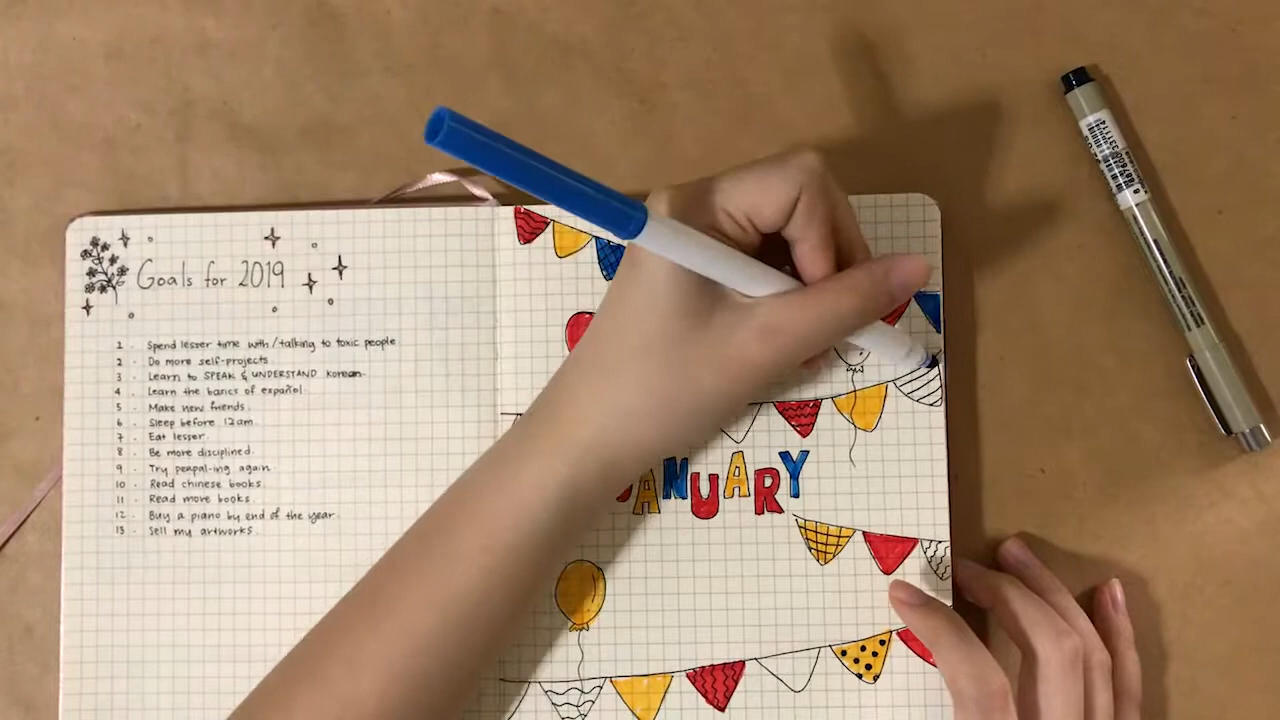 Goals for 2019
1 - Spend lesser time with/talking to toxic people
2 - Do more self-projects.
3 - Learn to SPEAK & UNDERSTAND korean.
4 - Learn the basics of español.
5 - Make new friends.
6 - Sleep before 12am.
7 - Eat lesser.
8 - Be more disciplined.
9 - Try penpal-ing again.
10 - Read chinese books.
11 - Read more books.
12 - Buy a piano by end of the year.
13 - Sell my artworks.
JANUARY